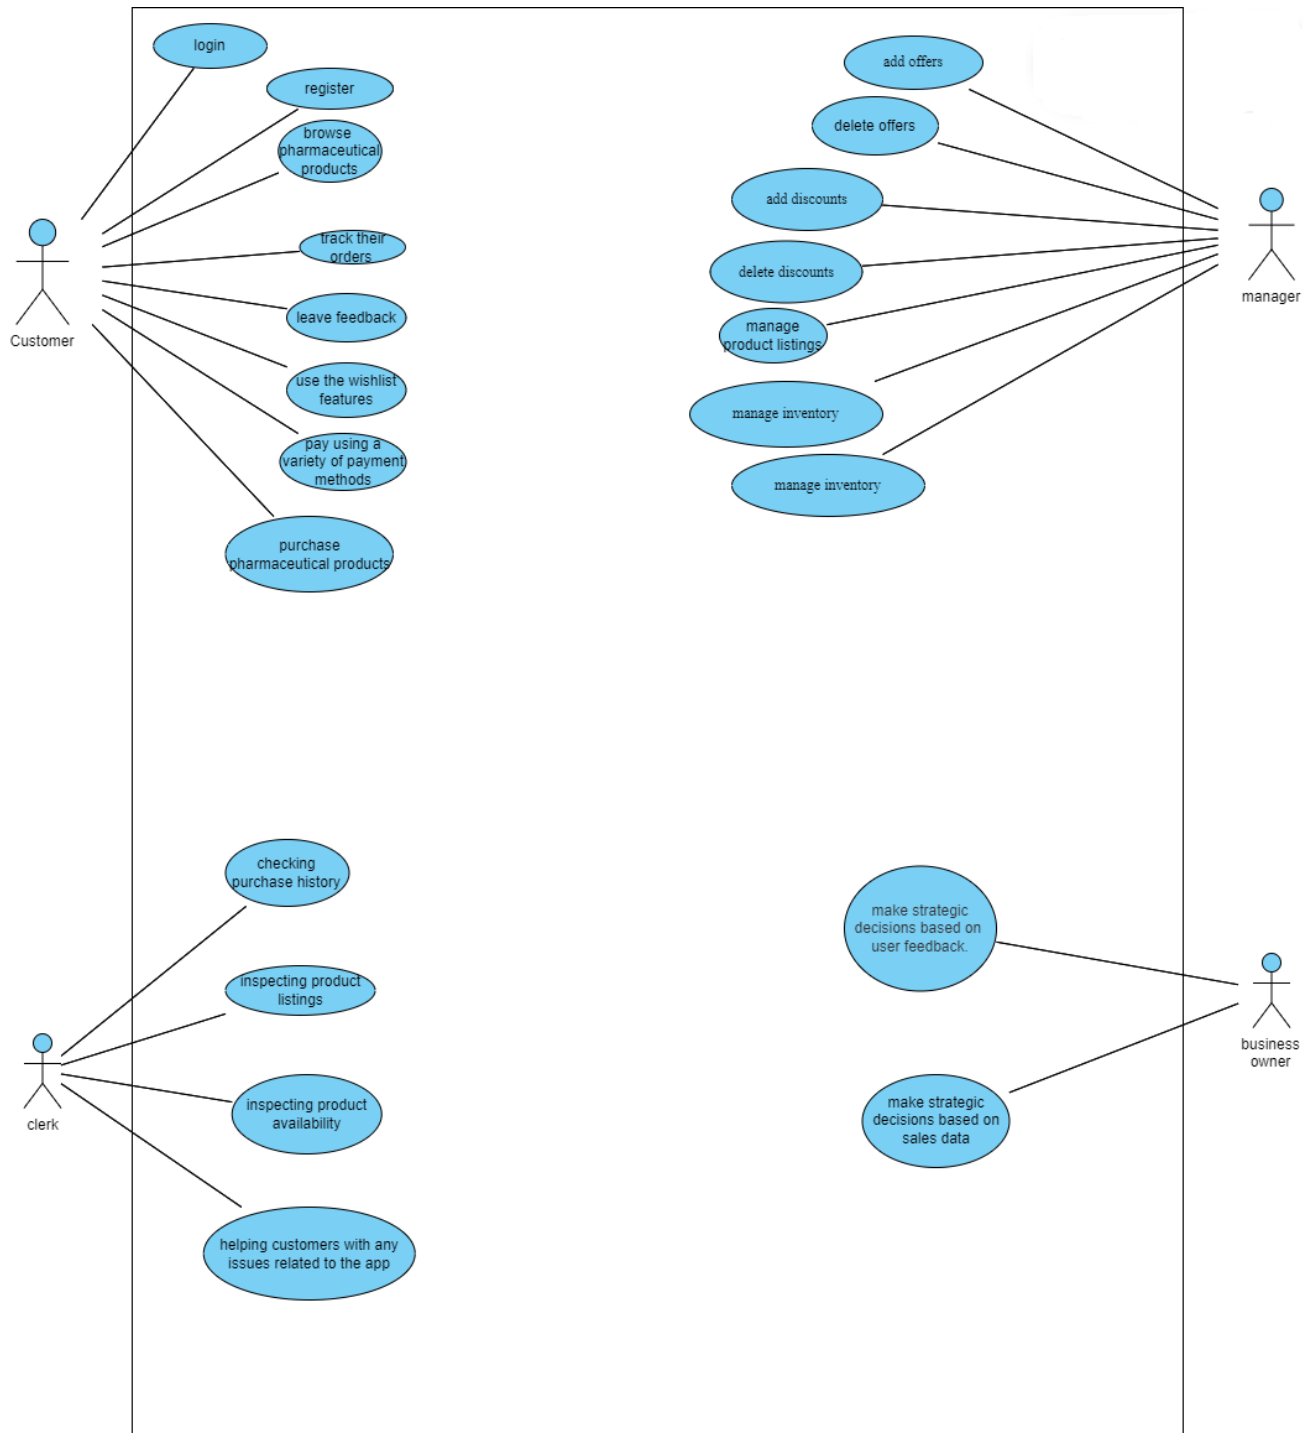 login
register
browse
pharmaceutical
products
track their
orders
leave feedback
use the wishlist
features
pay using a
variety of payment
methods
purchase
pharmaceutical products
Customer
add offers
delete offers
add discounts
delete discounts
manage
product listings
manage inventory
manage inventory
manager
checking
purchase history
inspecting product
listings
inspecting product
availability
helping customers with any
issues related to the app
clerk
make strategic
decisions based on
user feedback.
make strategic
decisions based on
sales data
business
owner